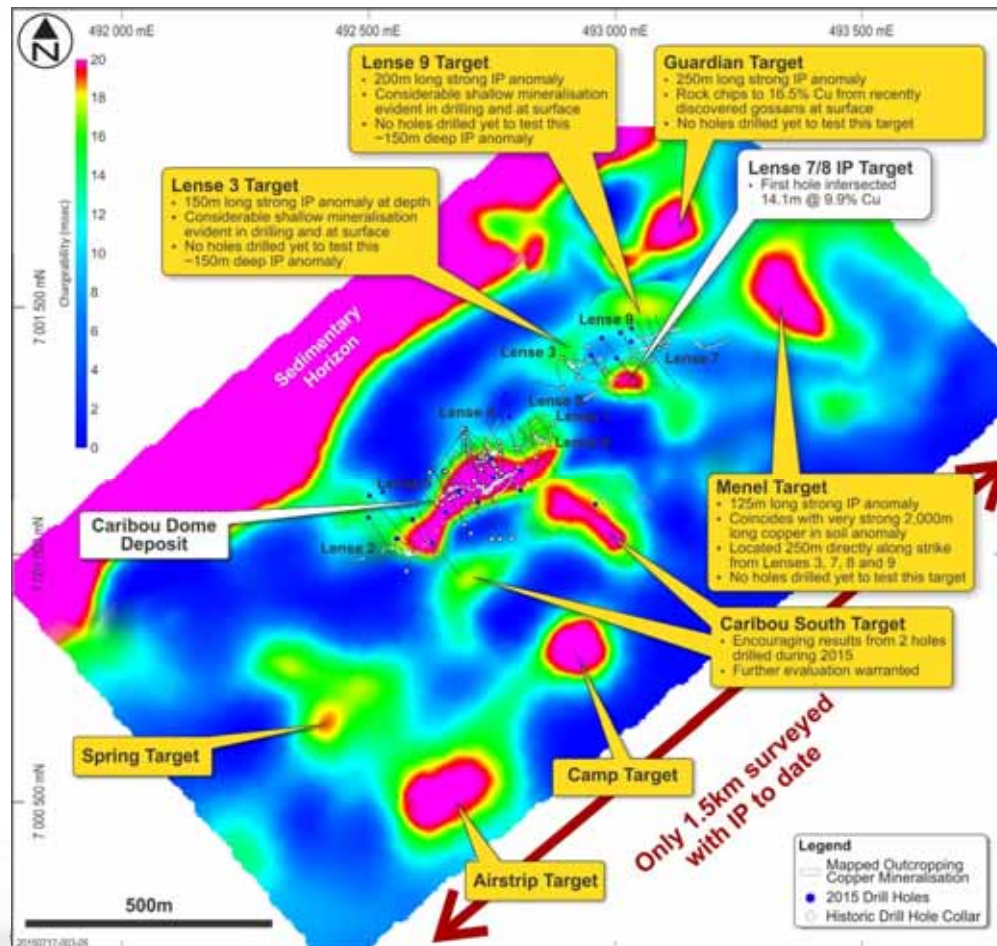 492 000 mE
492 500 mE
493 000 mE
493 500 mE
N
20
18
16
14
12
10
8
6
4
2
0
Chargeability (msec)
7 001 500 mN
7 000 500 mN
Lense 9 Target
• 200m long strong IP anomaly
• Considerable shallow mineralisation
evident in drilling and at surface
• No holes drilled yet to test this
~150m deep IP anomaly
Guardian Target
• 250m long strong IP anomaly
• Rock chips to 16.5% Cu from recently
discovered gossans at surface
• No holes drilled yet to test this target
Lense 7/8 IP Target
• First hole intersected
14.1m @ 9.9% Cu
Lense 3 Target
• 150m long strong IP anomaly at depth
• Considerable shallow mineralisation
evident in drilling and at surface
• No holes drilled yet to test this
~150m deep IP anomaly
Sedimentary
Horizon
Lense 9
Lense 3
Lense 7
Lense 2
Caribou Dome
Deposit
Menel Target
• 125m long strong IP anomaly
• Coincides with very strong 2,000m
long copper in soil anomaly
• Located 250m directly along strike
from Lenses 3, 7, 8 and 9
• No holes drilled yet to test this target
Caribou South Target
• Encouraging results from 2 holes
drilled during 2015
• Further evaluation warranted
Spring Target
Camp Target
Airstrip Target
Only 1.5km surveyed
with IP to date
Legend
Mapped Outcropping
Copper Mineralisation
2015 Drill Holes
Historic Drill Hole Collar
500m